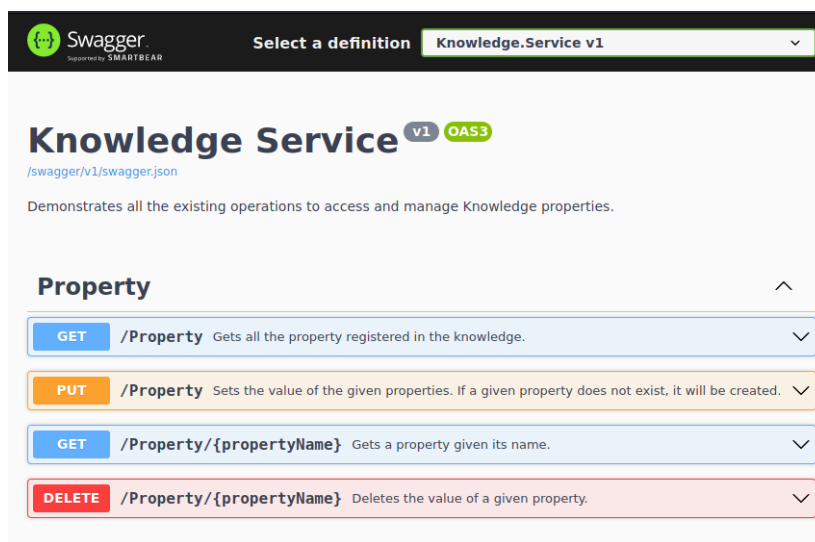 Swagger.
Supported by SMARTBEAR
Select a definition
Knowledge.Service v1
Knowledge Service v1 OAS3
/swagger/v1/swagger.json
Demonstrates all the existing operations to access and manage Knowledge properties.
Property
GET /Property Gets all the property registered in the knowledge.
PUT /Property Sets the value of the given properties. If a given property does not exist, it will be created.
GET /Property/{propertyName} Gets a property given its name.
DELETE /Property/{propertyName} Deletes the value of a given property.